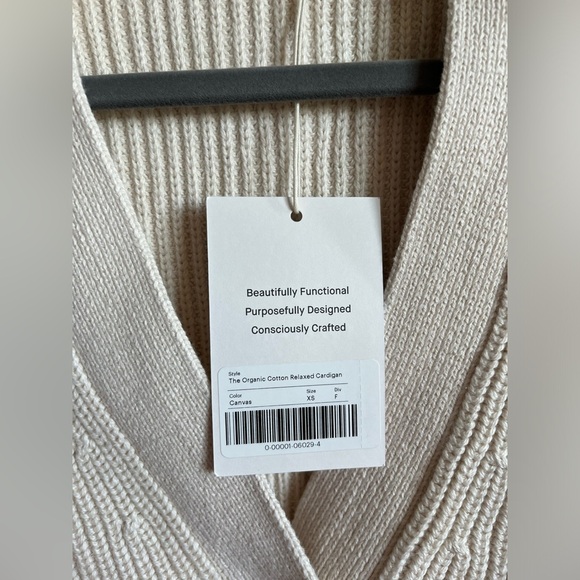 Beautifully Functional
Purposefully Designed
Consciously Crafted
Style
The Organic Cotton Relaxed Cardigan
Color Size Div
Canvas XS F
0-00001-06029-4